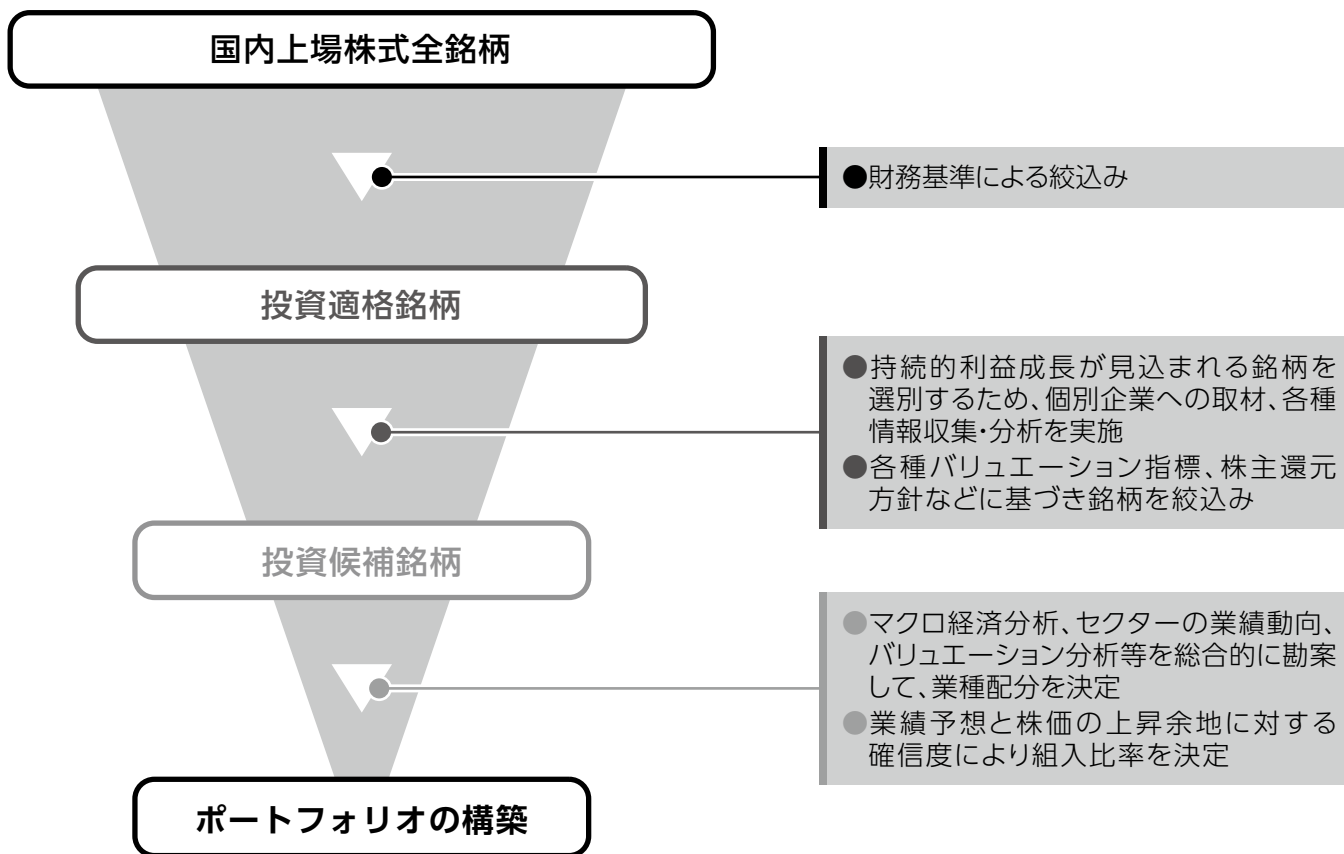 国内上場株式全銘柄
●財務基準による絞込み
投資適格銘柄
●持続的利益成長が見込まれる銘柄を
選別するため、個別企業への取材、各種
情報収集・分析を実施
●各種バリュエーション指標、株主還元
方針などに基づき銘柄を絞込み
投資候補銘柄
●マクロ経済分析、セクターの業績動向、
バリュエーション分析等を総合的に勘案
して、業種配分を決定
●業績予想と株価の上昇余地に対する
確信度により組入比率を決定
ポートフォリオの構築